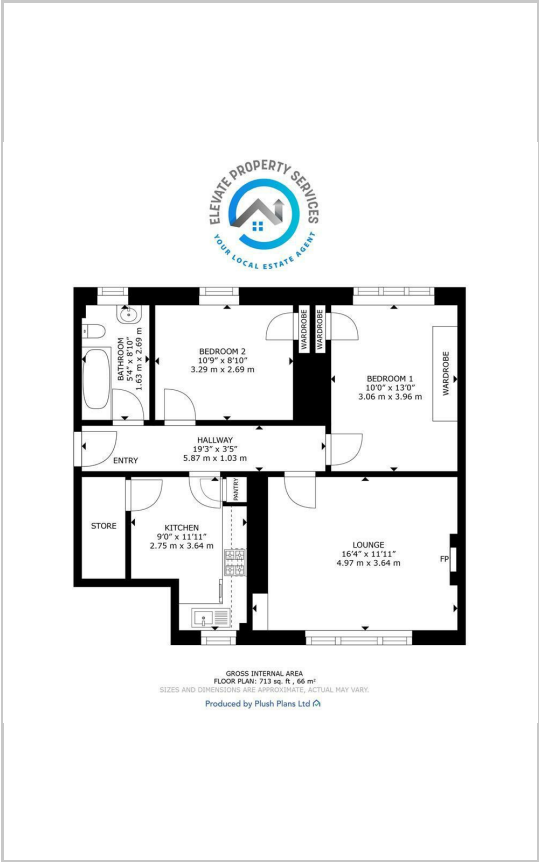 ELEVATE PROPERTY SERVICES
YOUR LOCAL ESTATE AGENT
BATHROOM
5'4" x 8'10"
1.63 m x 2.69 m
BEDROOM 2
10'9" x 8'10"
3.29 m x 2.69 m
WARDROBE
WARDROBE
BEDROOM 1
10'0" x 13'0"
3.06 m x 3.96 m
WARDROBE
HALLWAY
19'3" x 3'5"
5.87 m x 1.03 m
ENTRY
STORE
KITCHEN
9'0" x 11'11"
2.75 m x 3.64 m
PANTRY
LOUNGE
16'4" x 11'11"
4.97 m x 3.64 m
FP
GROSS INTERNAL AREA
FLOOR PLAN: 713 sq. ft , 66 m²
SIZES AND DIMENSIONS ARE APPROXIMATE, ACTUAL MAY VARY.
Produced by Plush Plans Ltd